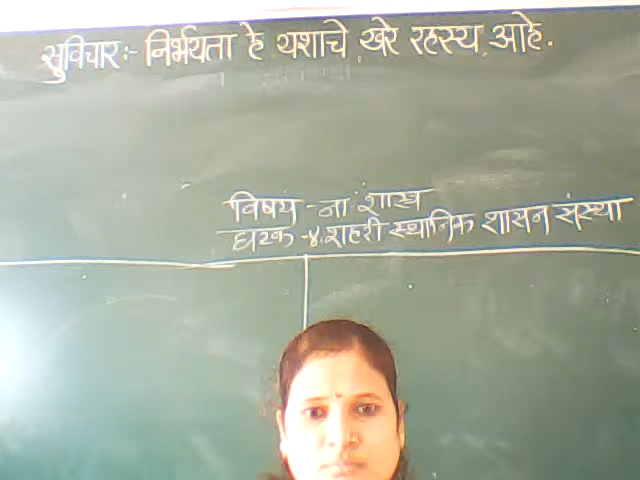 सुविचार:- निर्भयता हे यशाचे खरे रहस्य आहे.
विषय - ना शास्त्र
घटक -४. शहरी स्थानिक शासन संस्था